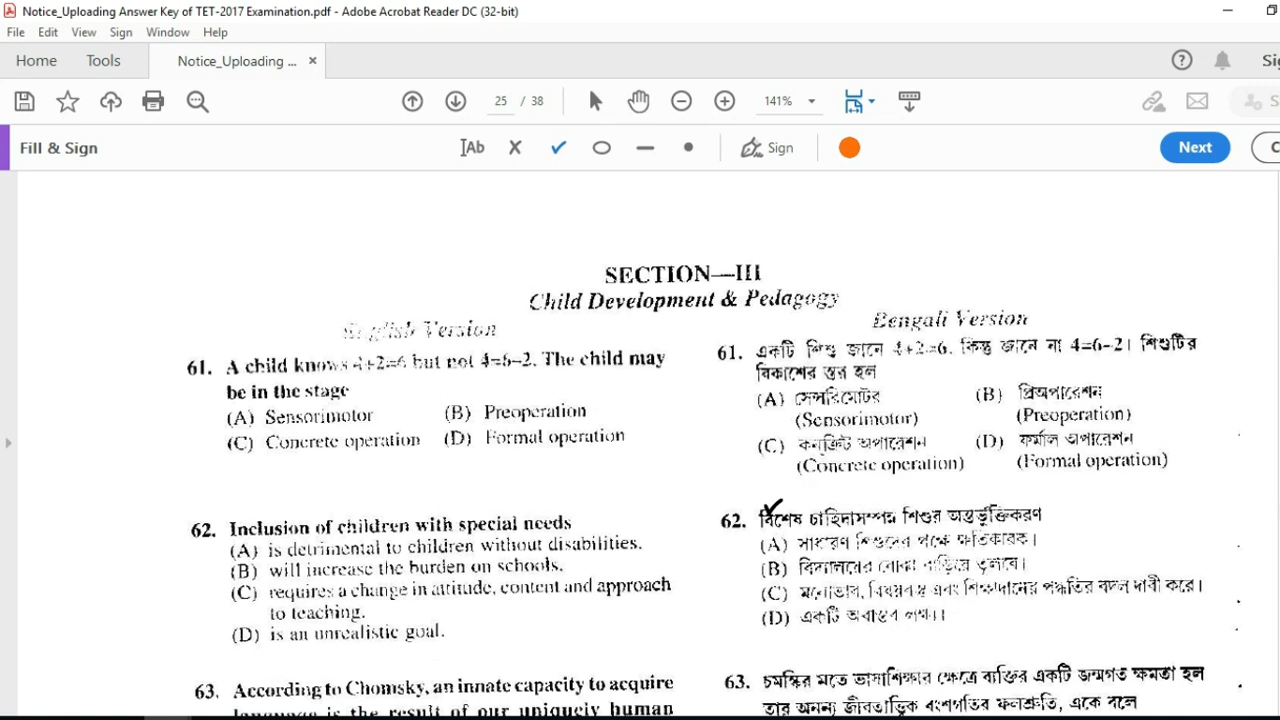 Notice_Uploading Answer Key of TET-2017 Examination.pdf - Adobe Acrobat Reader DC (32-bit)
File Edit View Sign Window Help
Home Tools Notice_Uploading ... × ? Si
25 / 38 141%
Fill & Sign Ab Sign Next C
SECTION—III
Child Development & Pedagogy
English Version
61. A child knows 4+2=6 but not 4=6–2. The child may
be in the stage
(A) Sensorimotor (B) Preoperation
(C) Concrete operation (D) Formal operation
62. Inclusion of children with special needs
(A) is detrimental to children without disabilities.
(B) will increase the burden on schools.
(C) requires a change in attitude, content and approach
to teaching.
(D) is an unrealistic goal.
63. According to Chomsky, an innate capacity to acquire
language is the result of our uniquely human
Bengali Version
61. একটি শিশু জানে 4+2=6. কিন্তু জানে না 4=6–2। শিশুটির
বিকাশের স্তর হল
(A) সেন্সরিমোটর (B) প্রিঅপারেশন
(Sensorimotor) (Preoperation)
(C) কনক্রিট অপারেশন (D) ফর্মাল অপারেশন
(Concrete operation) (Formal operation)
62. বিশেষ চাহিদাসম্পন্ন শিশুর অন্তর্ভুক্তিকরণ
(A) সাধারণ শিশুদের পক্ষে ক্ষতিকারক।
(B) বিদ্যালয়ের বোঝা বাড়িয়ে তুলবে।
(C) মনোভাব, বিষয়বস্তু এবং শিক্ষাদানের পদ্ধতির বদল দাবী করে।
(D) একটি অবাস্তব লক্ষ্য।
63. চমস্কির মতে ভাষাশিক্ষার ক্ষেত্রে ব্যক্তির একটি জন্মগত ক্ষমতা হল
তার অনন্য জীবতাত্ত্বিক বংশগতির ফলশ্রুতি, একে বলে